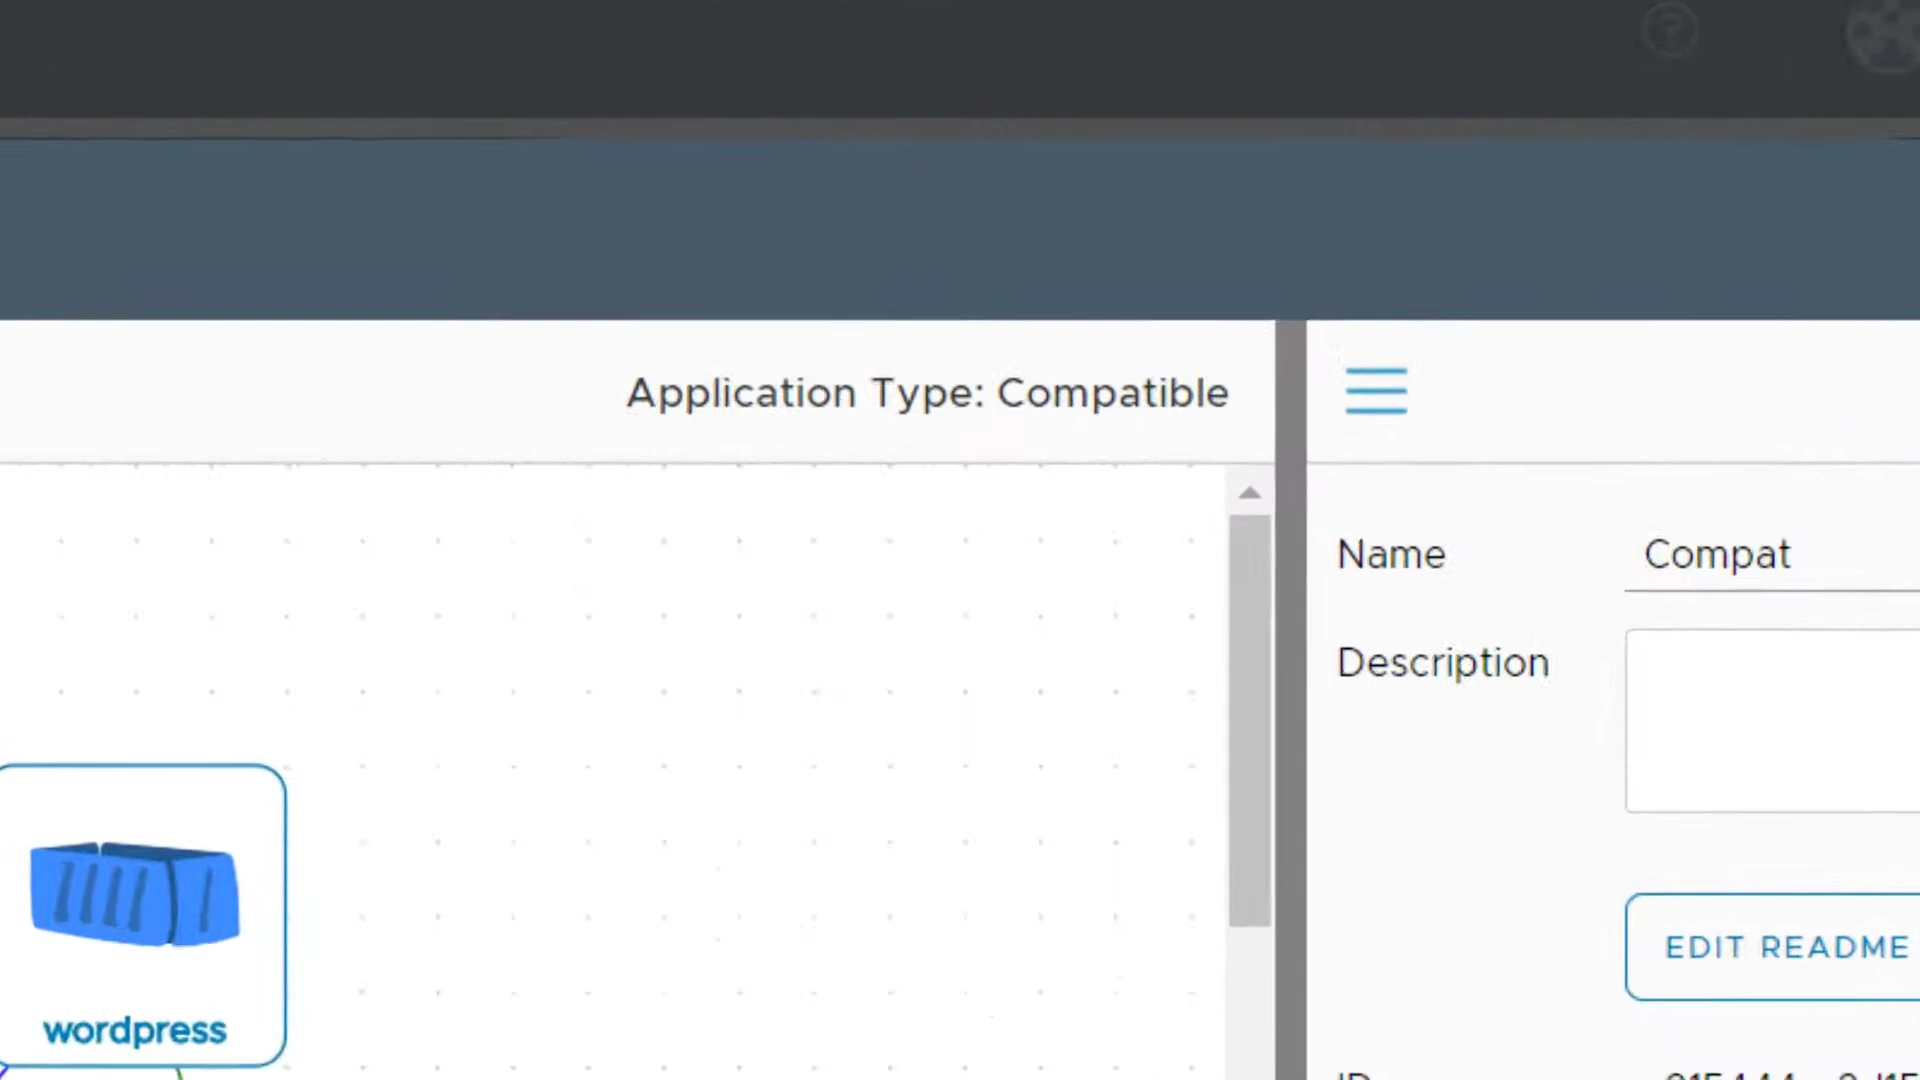 Application Type: Compatible
Name
Compat
Description
EDIT README
wordpress